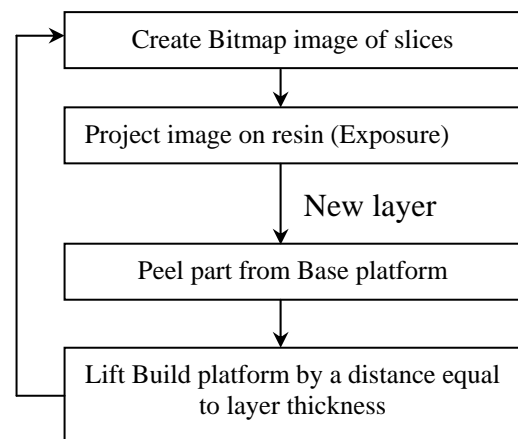 Create Bitmap image of slices
Project image on resin (Exposure)
New layer
Peel part from Base platform
Lift Build platform by a distance equal
to layer thickness